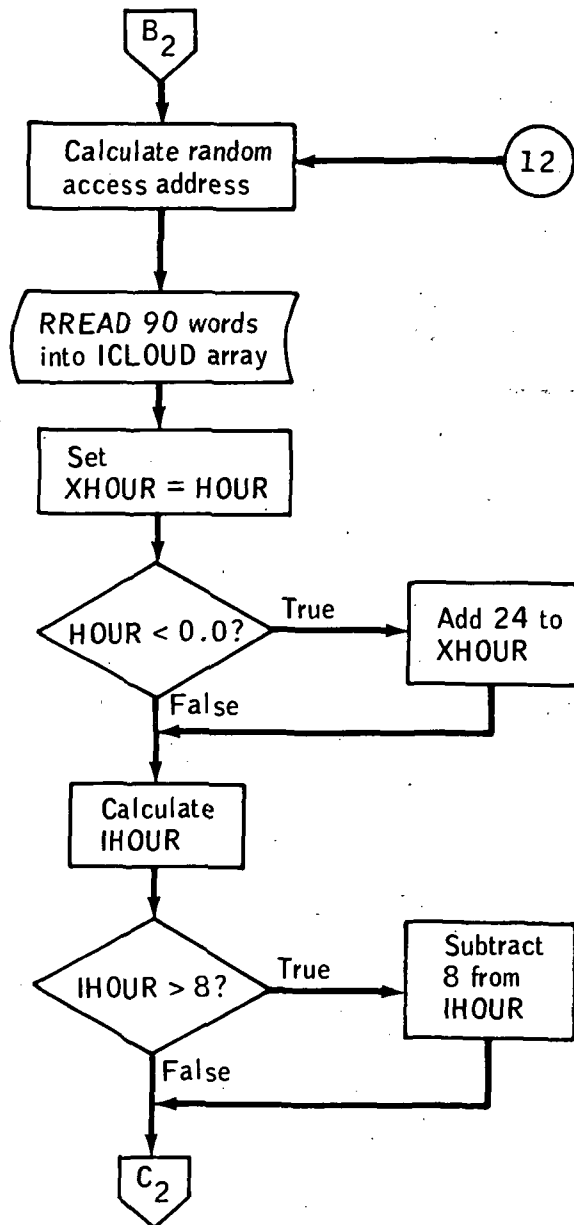 B2
Calculate random
access address
12
RREAD 90 words
into ICLOUD array
Set
XHOUR = HOUR
HOUR < 0.0?
True
Add 24 to
XHOUR
False
Calculate
IHOUR
IHOUR > 8?
True
Subtract
8 from
IHOUR
False
C2